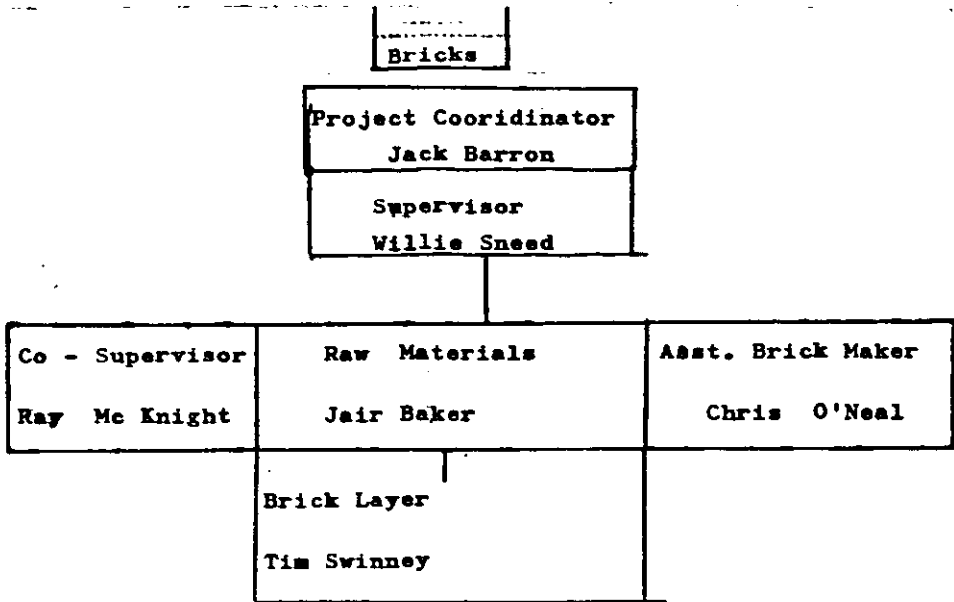 Bricks
Project Cooridinator
Jack Barron
Supervisor
Willie Sneed
Co - Supervisor
Ray Mc Knight
Raw Materials
Jair Baker
Asst. Brick Maker
Chris O'Neal
Brick Layer
Tim Swinney